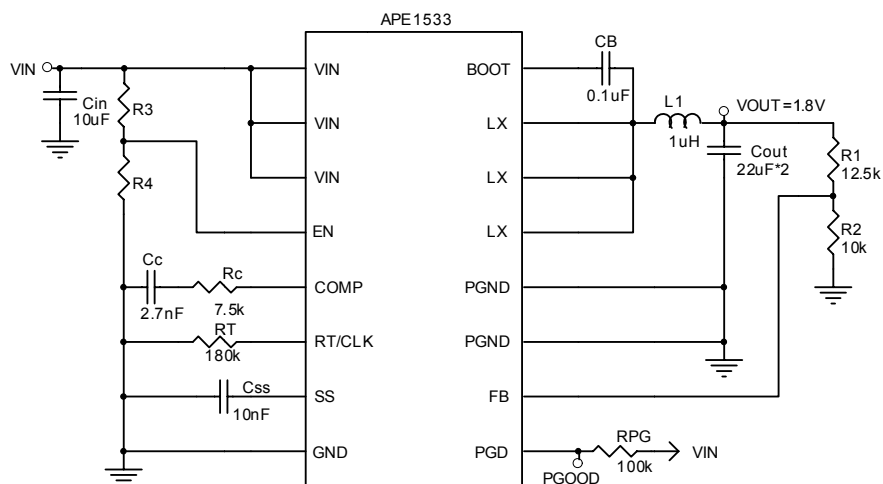 APE1533
VIN
Cin
10uF
R3
R4
VIN
VIN
VIN
EN
COMP
RT/CLK
SS
GND
Cc
2.7nF
Rc
7.5k
RT
180k
Css
10nF
BOOT
LX
LX
LX
PGND
PGND
FB
PGD
CB
0.1uF
L1
1uH
VOUT=1.8V
Cout
22uF*2
R1
12.5k
R2
10k
RPG
100k
VIN
PGOOD